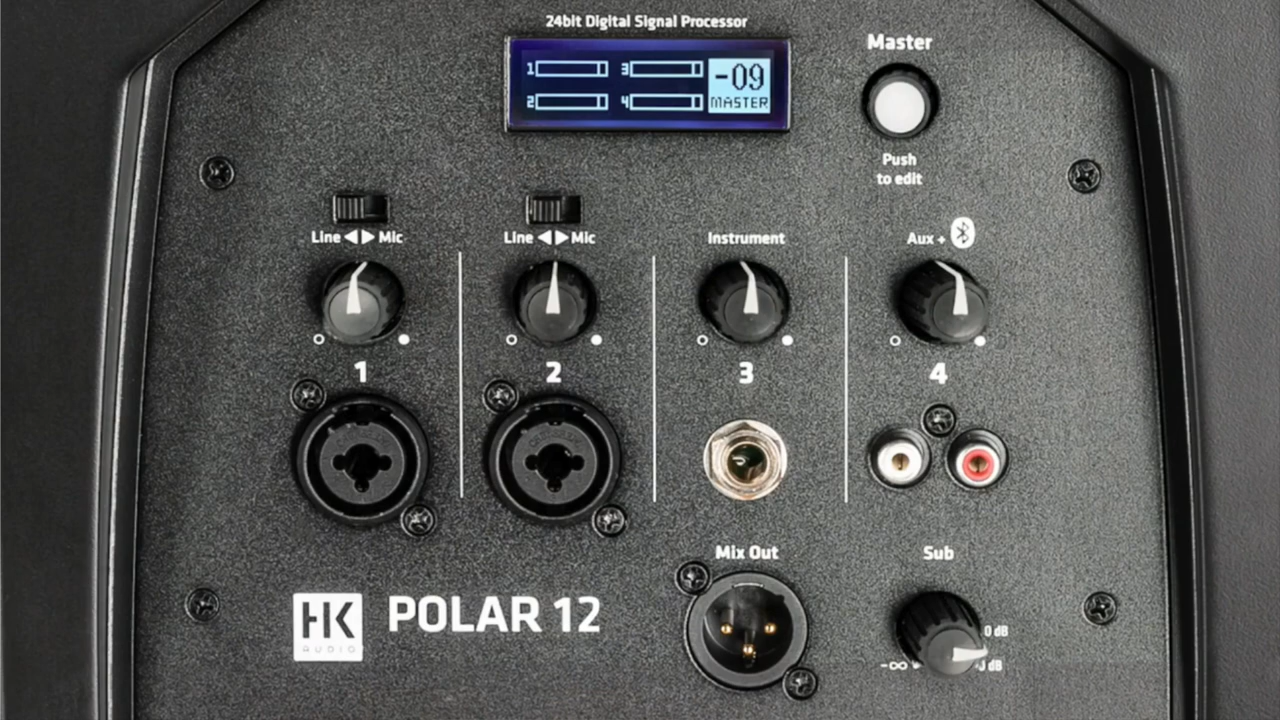 24bit Digital Signal Processor
1
3
-09
2
4
MASTER
Master
Push
to edit
Line Mic
Line Mic
Instrument
Aux +
1
2
3
4
Mix Out
Sub
HK
AUDIO
POLAR 12
0 dB
-∞
dB